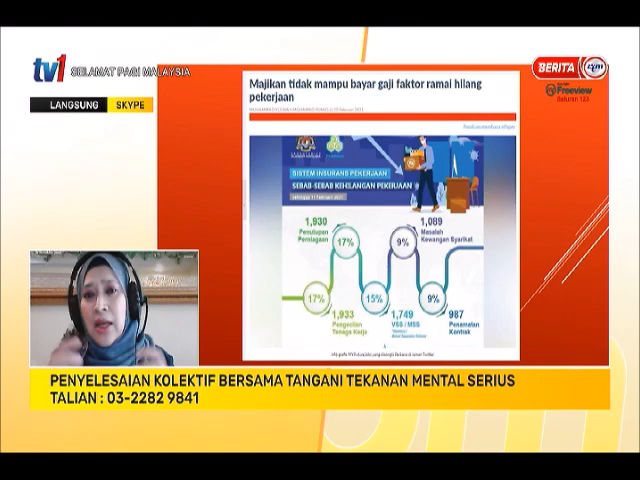 tv1
SELAMAT PAGI MALAYSIA
LANGSUNG SKYPE
BERITA
Freeview
Saluran 123
Majikan tidak mampu bayar gaji faktor ramai hilang
pekerjaan
SISTEM INSURANS PEKERJAAN
SEBAB-SEBAB KEHILANGAN PEKERJAAN
1,930
Penutupan
Perniagaan
17%
1,089
Masalah
Kewangan Syarikat
9%
17%
1,933
Pengecilan
Tenaga Kerja
15%
1,749
VSS / MSS
9%
987
Penamatan
Kontrak
PENYELESAIAN KOLEKTIF BERSAMA TANGANI TEKANAN MENTAL SERIUS
TALIAN : 03-2282 9841